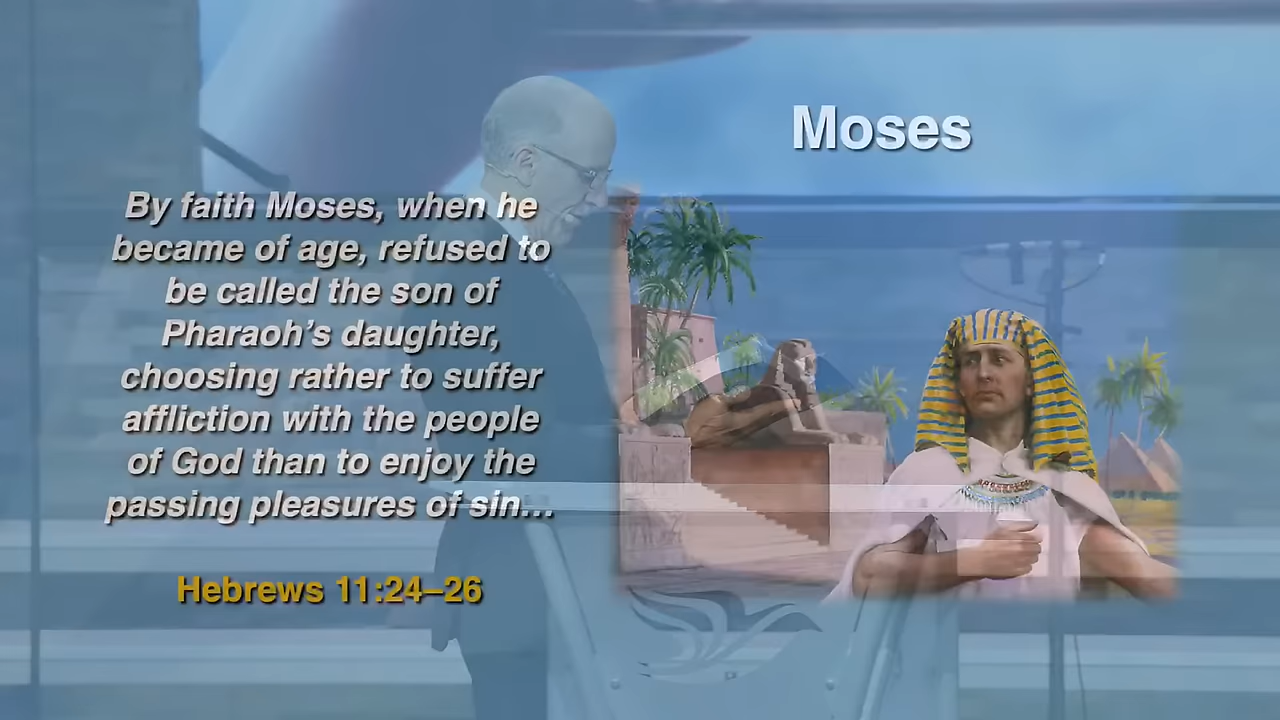 Moses
By faith Moses, when he
became of age, refused to
be called the son of
Pharaoh's daughter,
choosing rather to suffer
affliction with the people
of God than to enjoy the
passing pleasures of sin...
Hebrews 11:24–26